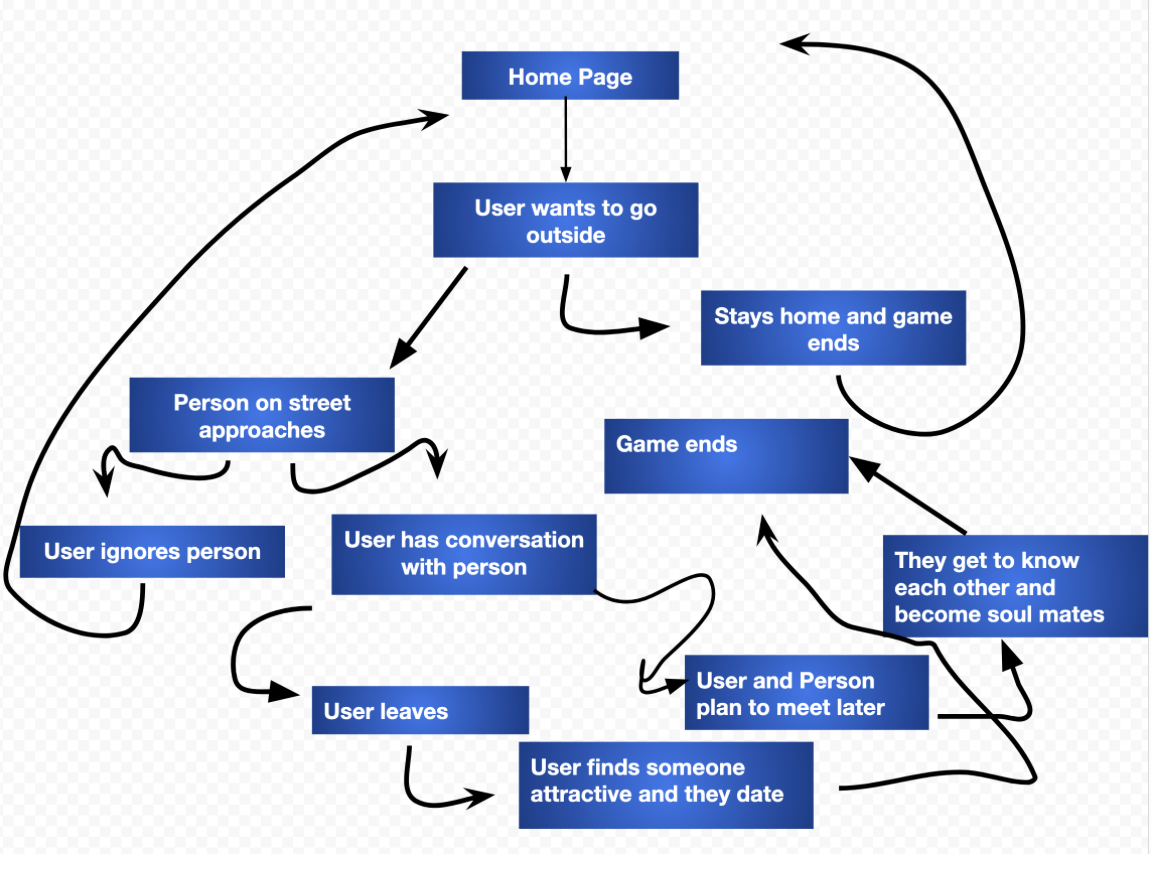 Home Page
User wants to go
outside
Stays home and game
ends
Person on street
approaches
Game ends
User ignores person
User has conversation
with person
They get to know
each other and
become soul mates
User and Person
plan to meet later
User leaves
User finds someone
attractive and they date